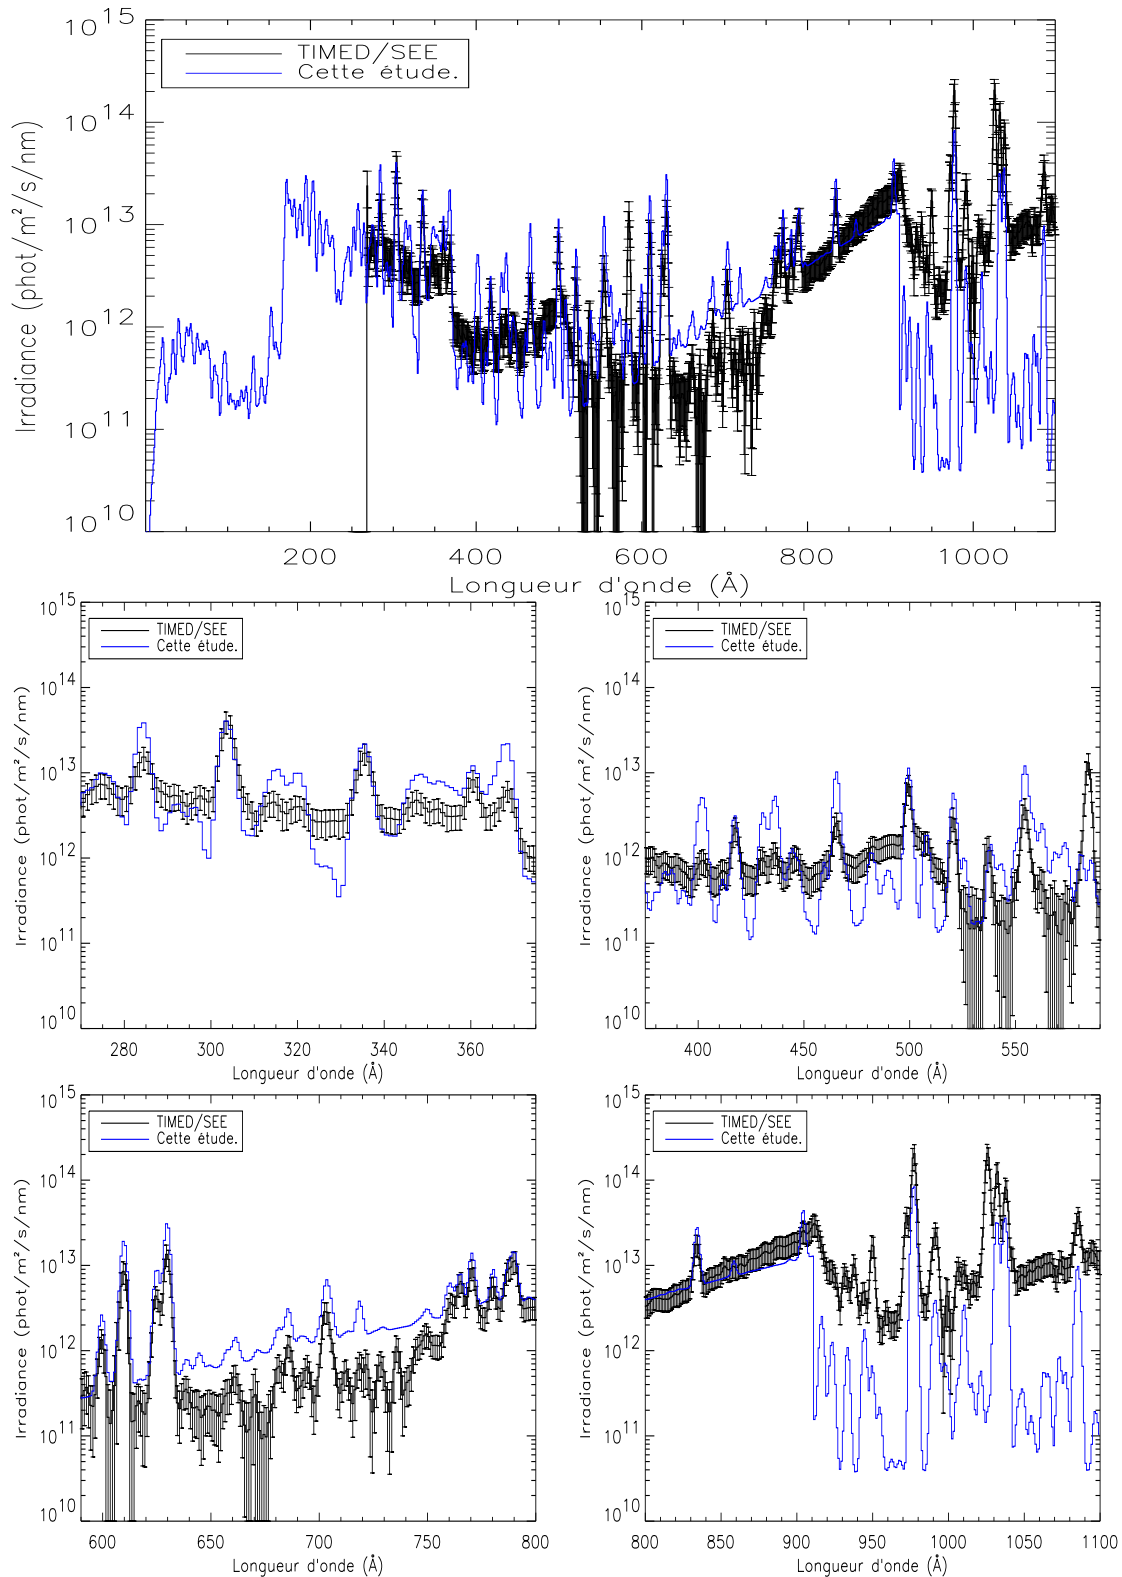 10^15
10^14
10^13
10^12
10^11
10^10
Irradiance (phot/m²/s/nm)
TIMED/SEE
Cette étude.
200 400 600 800 1000
Longueur d'onde (Å)
10^15
10^14
10^13
10^12
10^11
10^10
Irradiance (phot/m²/s/nm)
TIMED/SEE
Cette étude.
280 300 320 340 360
Longueur d'onde (Å)
10^15
10^14
10^13
10^12
10^11
10^10
Irradiance (phot/m²/s/nm)
TIMED/SEE
Cette étude.
400 450 500 550
Longueur d'onde (Å)
10^15
10^14
10^13
10^12
10^11
10^10
Irradiance (phot/m²/s/nm)
TIMED/SEE
Cette étude.
600 650 700 750 800
Longueur d'onde (Å)
10^15
10^14
10^13
10^12
10^11
10^10
Irradiance (phot/m²/s/nm)
TIMED/SEE
Cette étude.
800 850 900 950 1000 1050 1100
Longueur d'onde (Å)